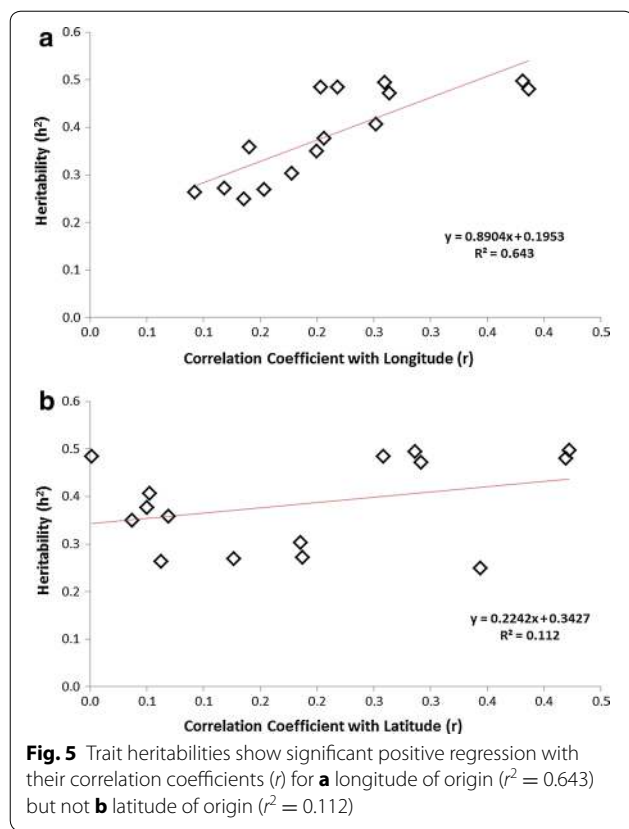 a
0.6
0.5
0.4
0.3
0.2
0.1
0.0
Heritability (h²)
y = 0.8904x + 0.1953
R² = 0.643
0.0 0.1 0.1 0.2 0.2 0.3 0.3 0.4 0.4 0.5
Correlation Coefficient with Longitude (r)
b
0.6
0.5
0.4
0.3
0.2
0.1
0.0
Heritability (h²)
y = 0.2242x + 0.3427
R² = 0.112
0.0 0.1 0.1 0.2 0.2 0.3 0.3 0.4 0.4 0.5
Correlation Coefficient with Latitude (r)
Fig. 5 Trait heritabilities show significant positive regression with
their correlation coefficients (r) for a longitude of origin (r² = 0.643)
but not b latitude of origin (r² = 0.112)